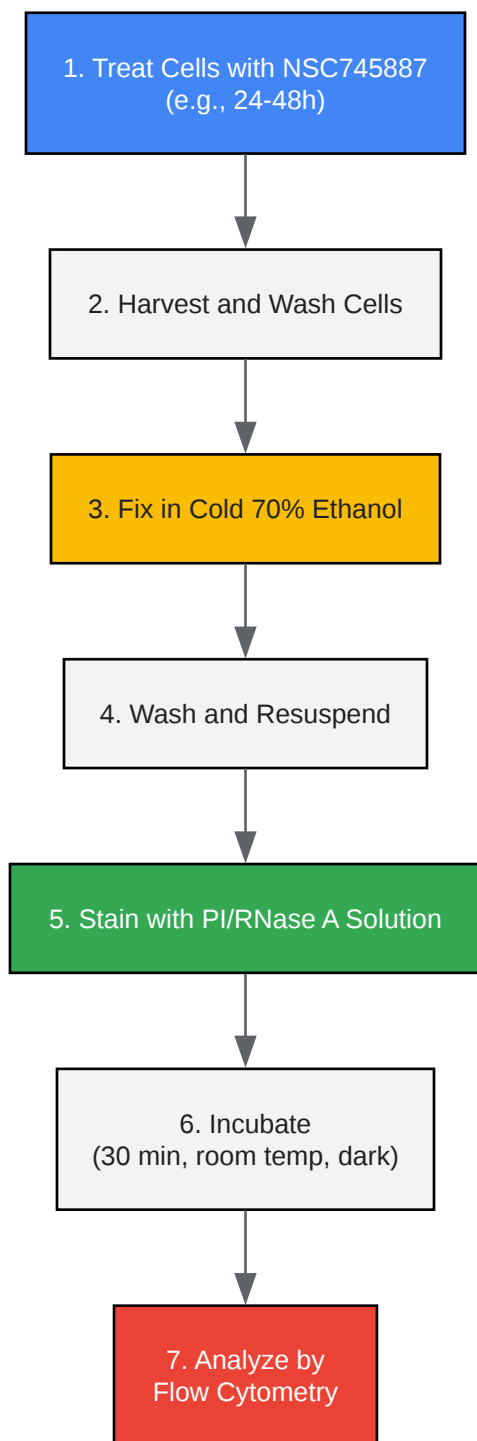 1. Treat Cells with NSC745887
(e.g., 24-48h)
2. Harvest and Wash Cells
3. Fix in Cold 70% Ethanol
4. Wash and Resuspend
5. Stain with PI/RNase A Solution
6. Incubate
(30 min, room temp, dark)
7. Analyze by
Flow Cytometry